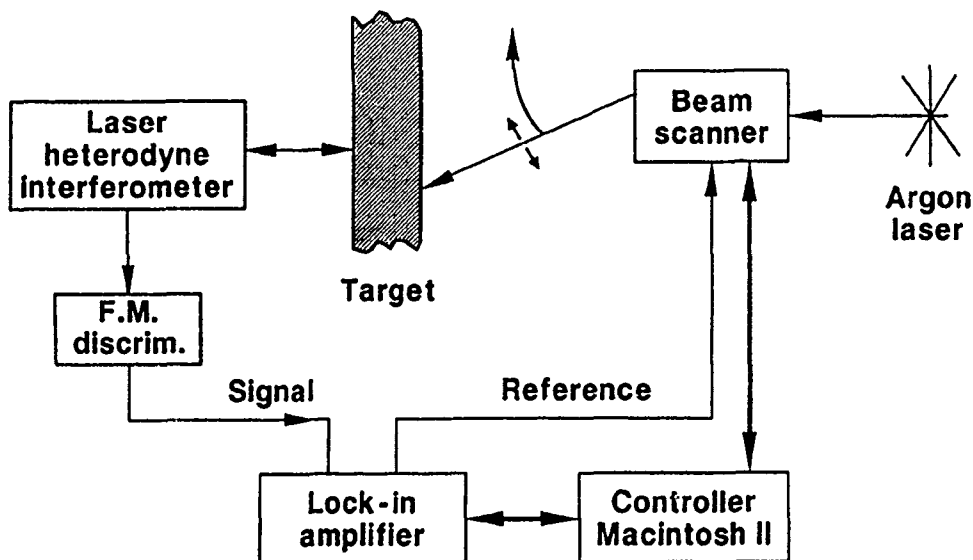 Laser
heterodyne
interferometer
Beam
scanner
Argon
laser
Target
F.M.
discrim.
Signal
Reference
Lock-in
amplifier
Controller
Macintosh II